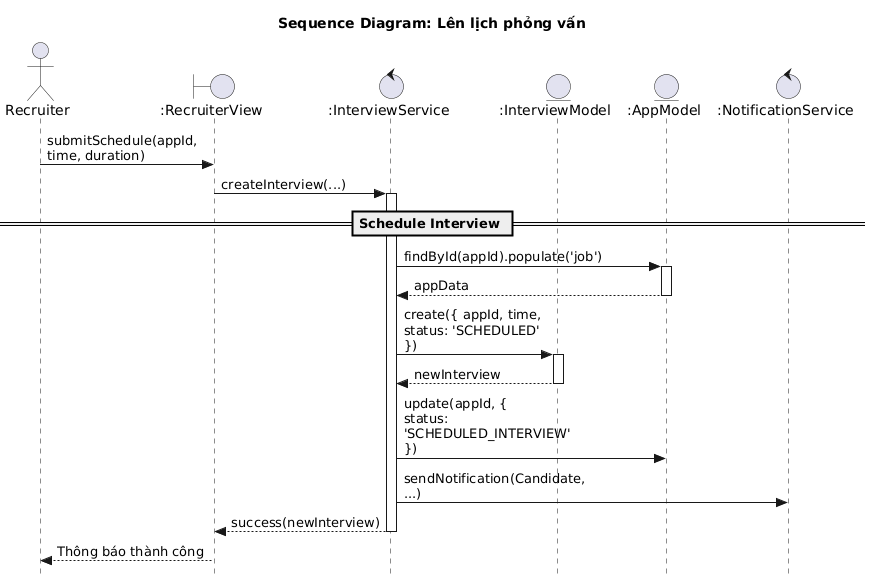 Sequence Diagram: Lên lịch phỏng vấn
Recruiter
:RecruiterView
:InterviewService
:InterviewModel
:AppModel
:NotificationService
submitSchedule(appId,
time, duration)
createInterview(...)
Schedule Interview
findById(appId).populate('job')
appData
create({ appId, time,
status: 'SCHEDULED'
})
newInterview
update(appId, {
status:
'SCHEDULED_INTERVIEW'
})
sendNotification(Candidate,
...)
success(newInterview)
Thông báo thành công